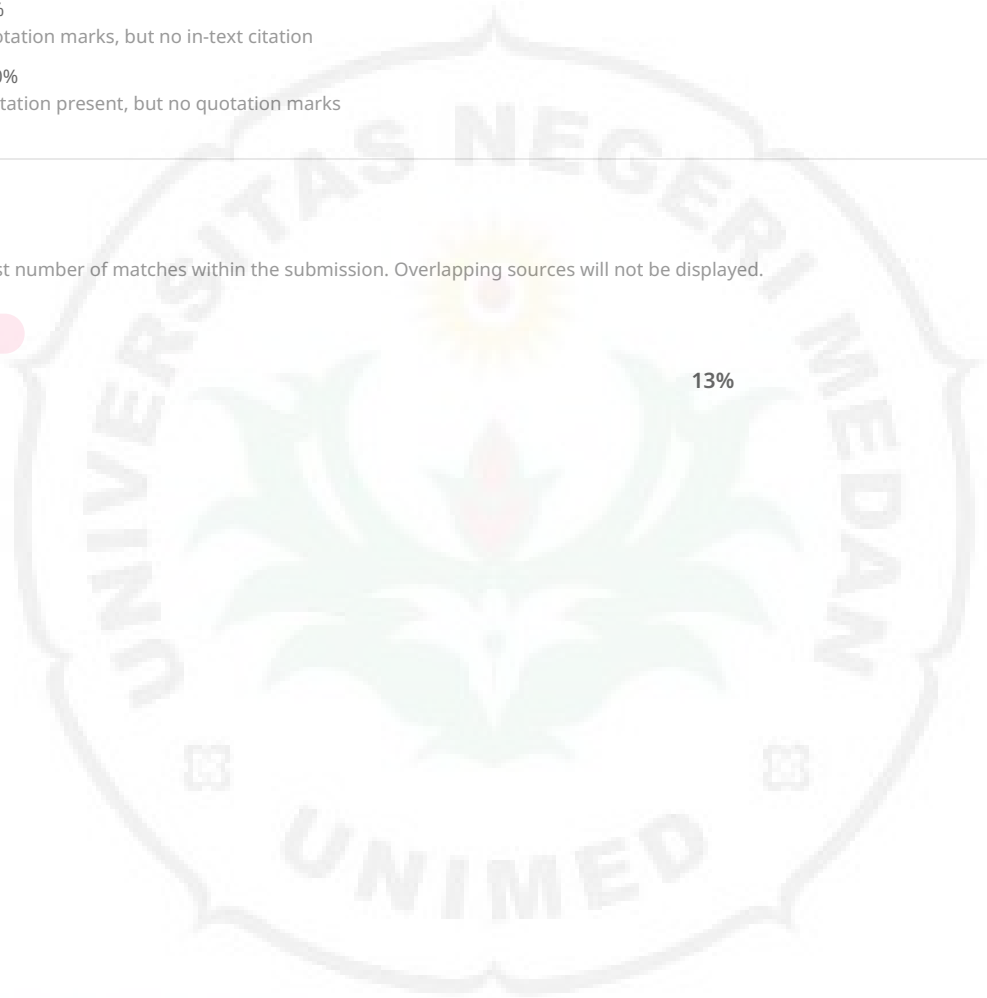 %
otation marks, but no in-text citation
0%
tation present, but no quotation marks
st number of matches within the submission. Overlapping sources will not be displayed.
13%
UNIVERSITAS NEGERI MEDAN
UNIMED